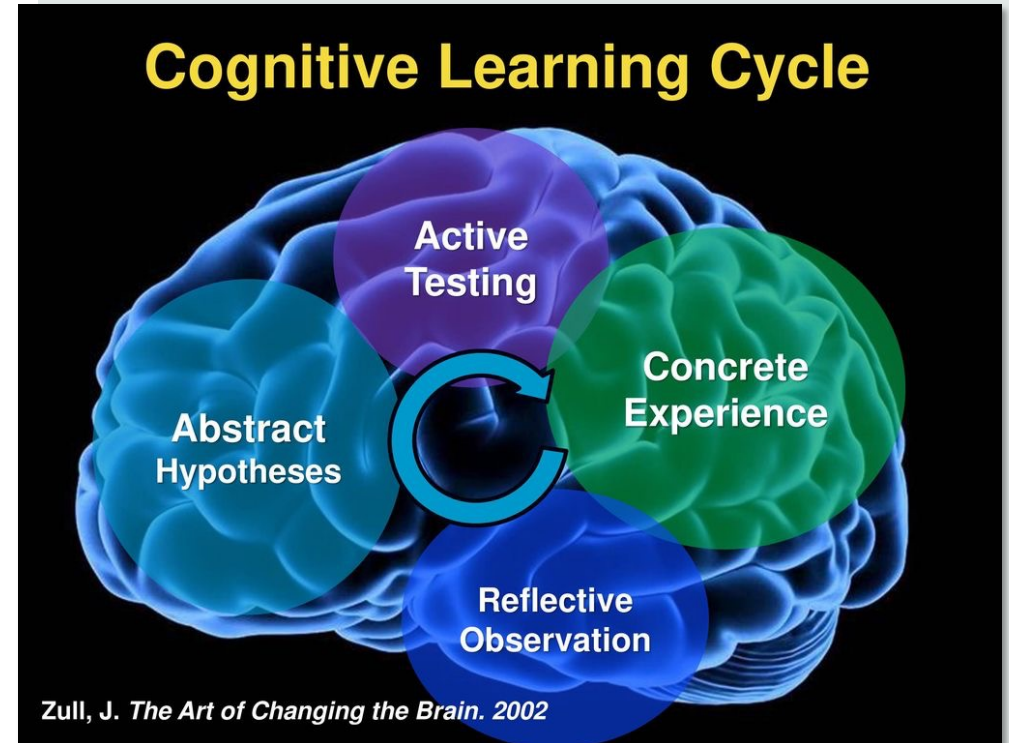 Cognitive Learning Cycle
Active
Testing
Concrete
Experience
Abstract
Hypotheses
Reflective
Observation
Zull, J. The Art of Changing the Brain. 2002